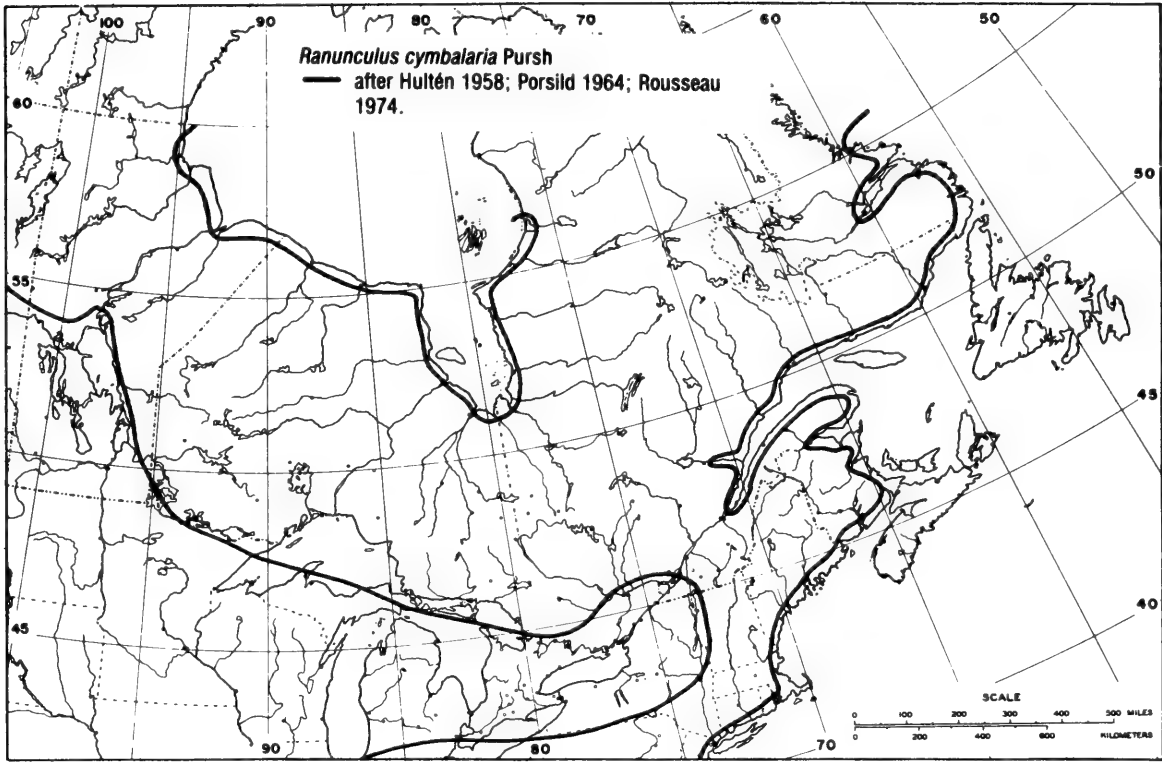 100 90 80 70 60 50
Ranunculus cymbalaria Pursh
after Hultén 1958; Porsild 1964; Rousseau
1974.
60
50
55
45
45
40
SCALE
0 100 200 300 400 500 MILES
0 200 400 600 KILOMETERS
90 80 70